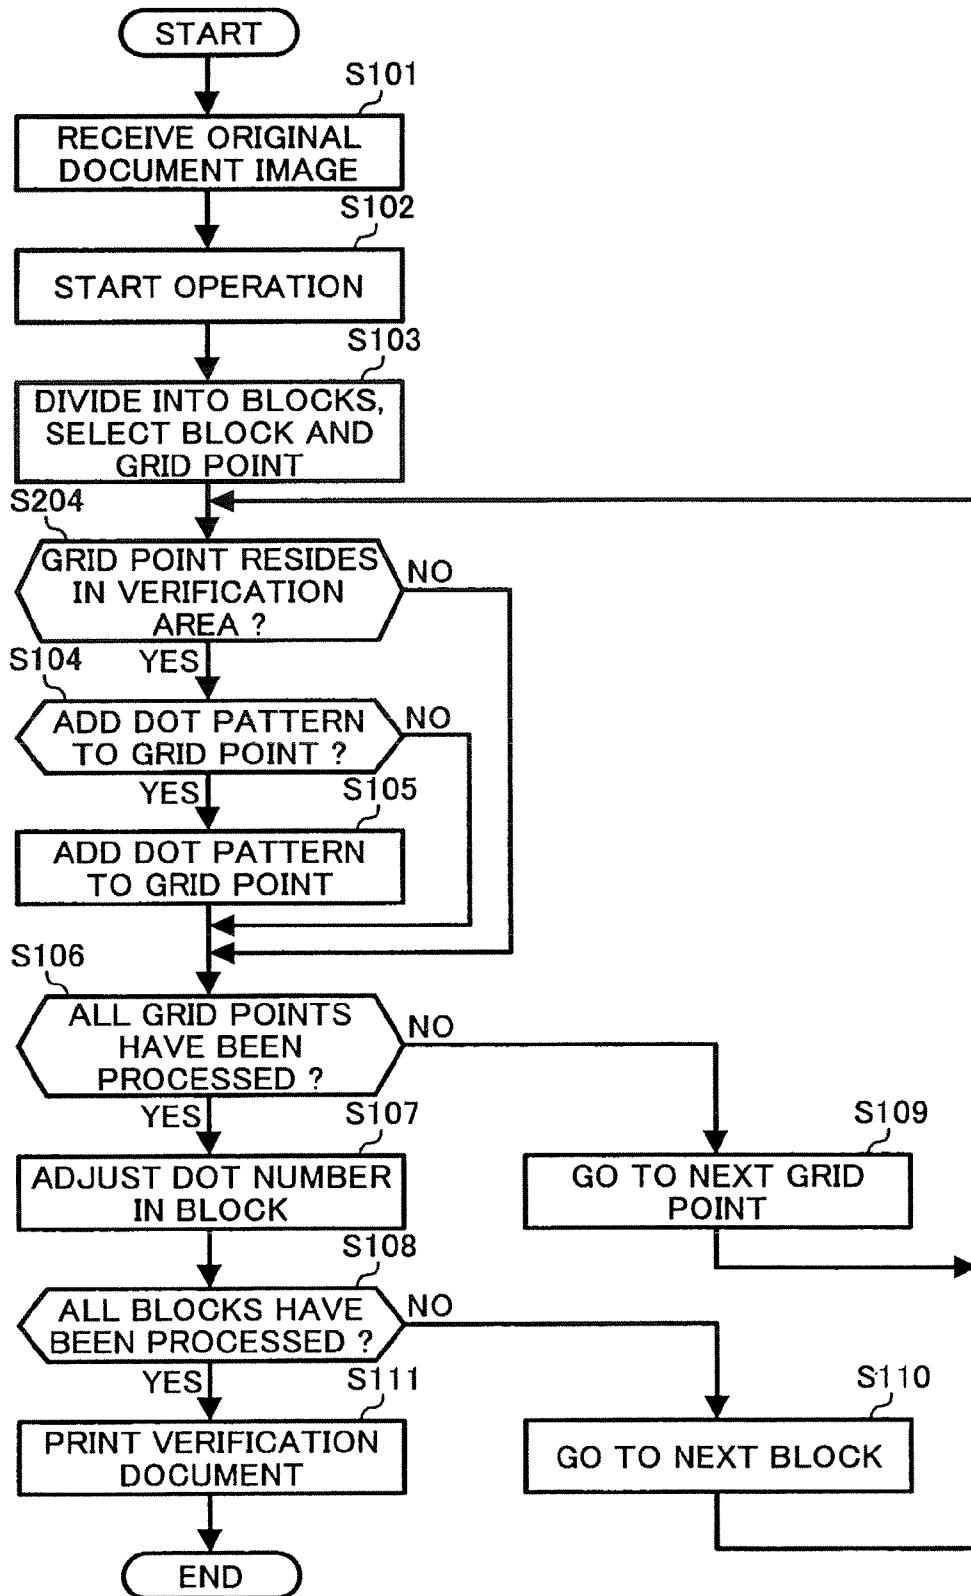 START
S101
RECEIVE ORIGINAL
DOCUMENT IMAGE
S102
START OPERATION
S103
DIVIDE INTO BLOCKS,
SELECT BLOCK AND
GRID POINT
S204
GRID POINT RESIDES
IN VERIFICATION
AREA ?
NO
YES
S104
ADD DOT PATTERN
TO GRID POINT ?
NO
YES
S105
ADD DOT PATTERN
TO GRID POINT
S106
ALL GRID POINTS
HAVE BEEN
PROCESSED ?
NO
YES
S107
ADJUST DOT NUMBER
IN BLOCK
S109
GO TO NEXT GRID
POINT
S108
ALL BLOCKS HAVE
BEEN PROCESSED ?
NO
YES
S111
PRINT VERIFICATION
DOCUMENT
S110
GO TO NEXT BLOCK
END